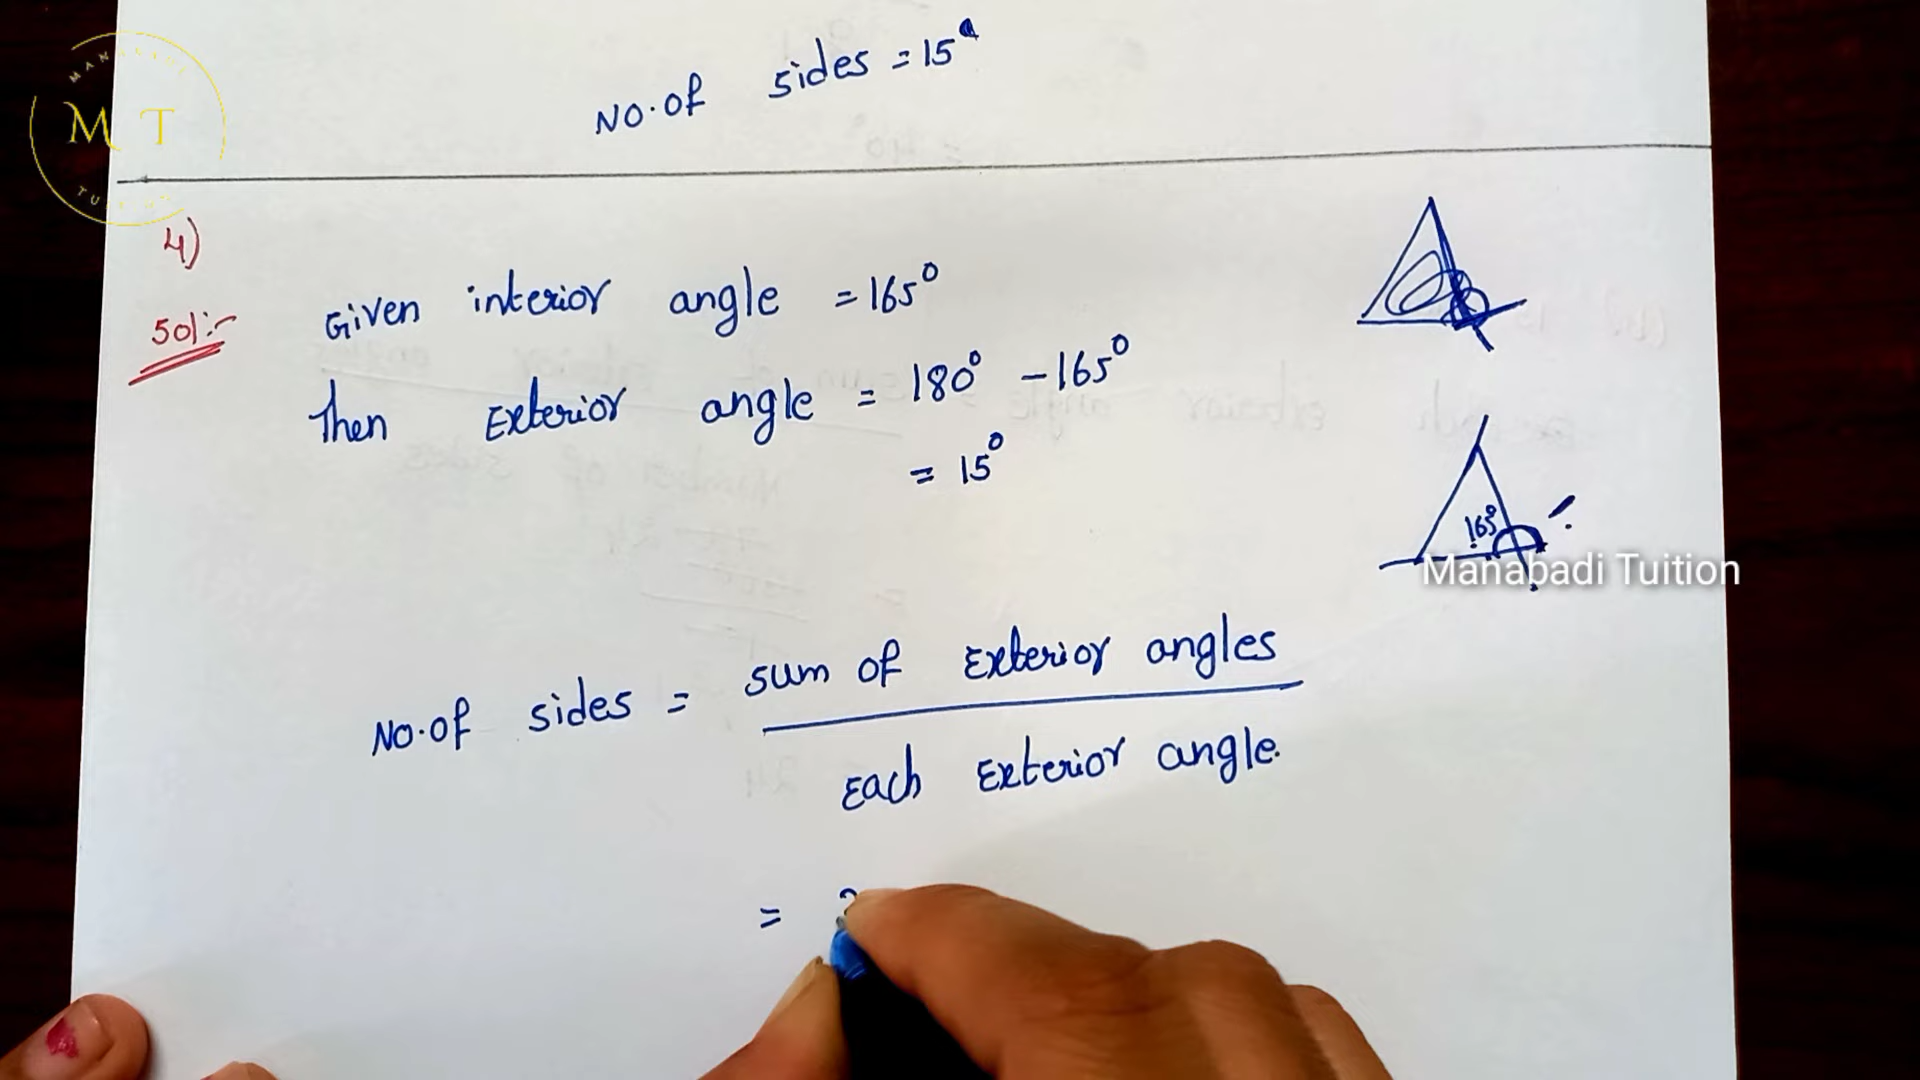 No. of sides = 15
M T
4)
Given interior angle = 165°
Sol:-
Then Exterior angle = 180° - 165°
= 15°
165°
Manabadi Tuition
No. of sides = sum of Exterior angles
Each Exterior angle.
=